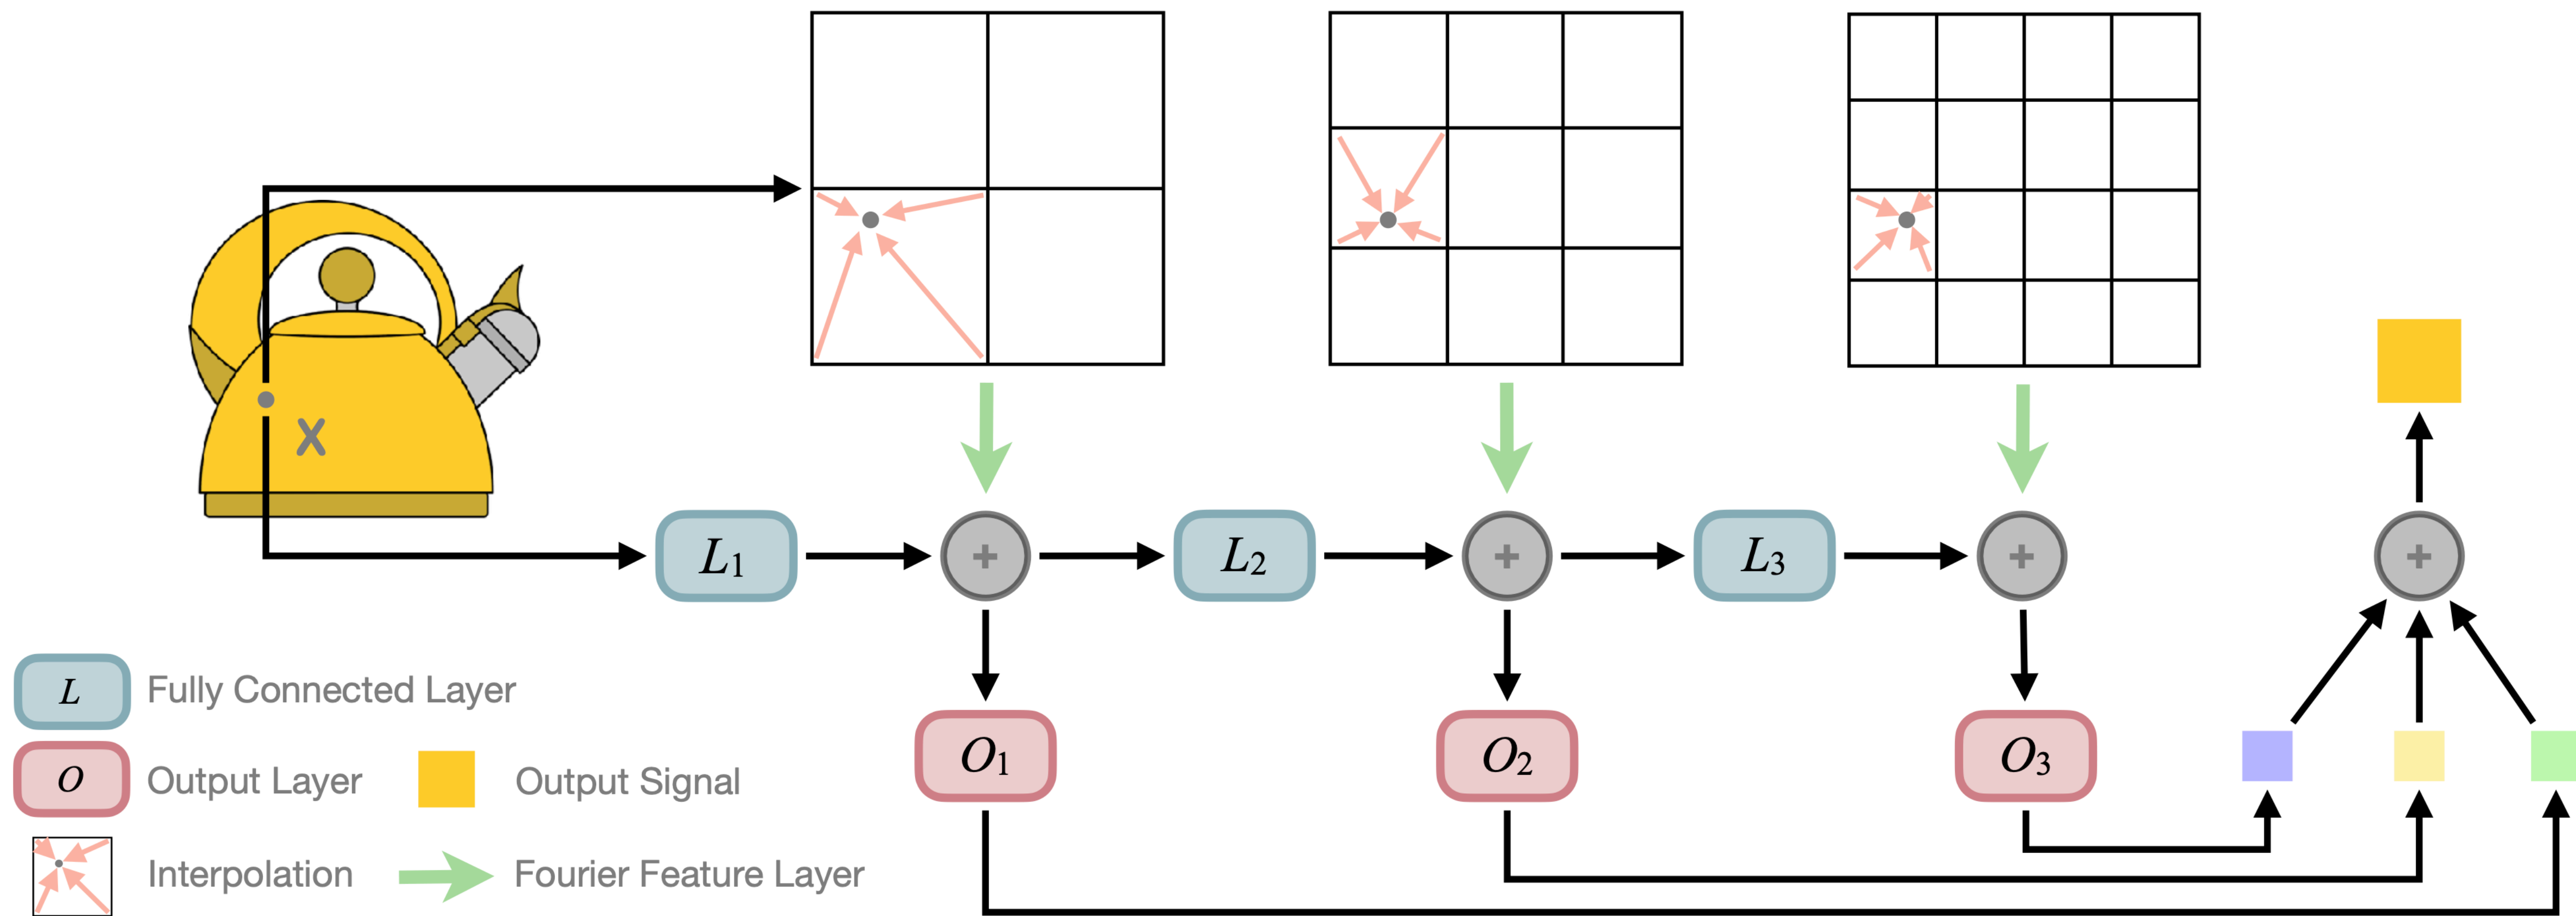 x
L₁
+
L₂
+
L₃
+
+
L Fully Connected Layer
O₁
O₂
O₃
O Output Layer
Output Signal
Interpolation
Fourier Feature Layer